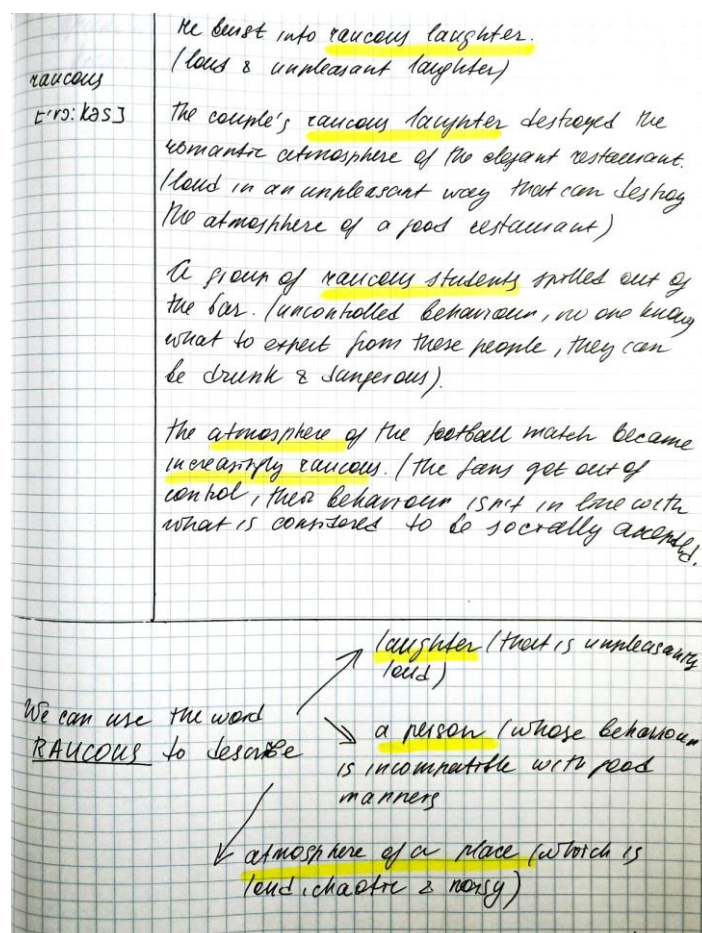 He burst into raucous laughter.
(loud & unpleasant laughter)
raucous
['rɔ:kəs]
The couple's raucous laughter destroyed the
romantic atmosphere of the elegant restaurant.
(loud in an unpleasant way that can destroy
the atmosphere of a good restaurant)
A group of raucous students spilled out of
the bar. (uncontrolled behaviour, no one knows
what to expect from these people, they can
be drunk & dangerous).
the atmosphere of the football match became
increasingly raucous. (the fans got out of
control, their behaviour isn't in line with
what is considered to be socially accepted.
We can use the word
RAUCOUS to describe
laughter (that is unpleasantly
loud)
a person (whose behaviour
is incompatible with good
manners
atmosphere of a place (which is
loud, chaotic & noisy)